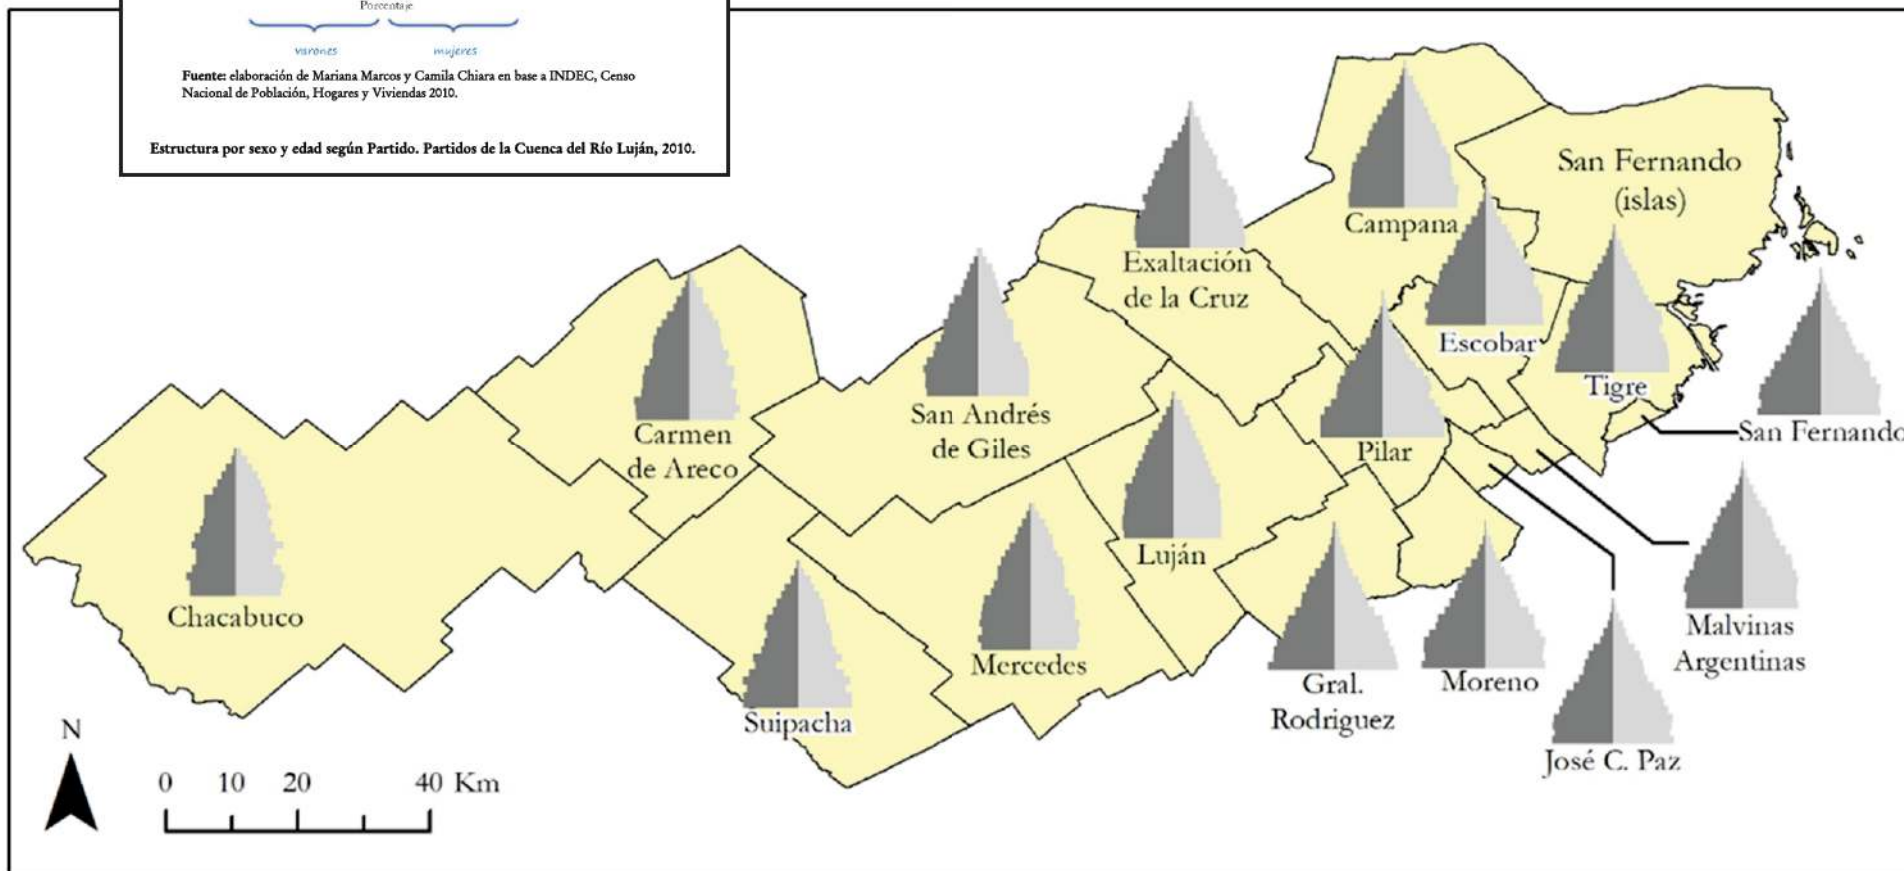 Porcentaje
varones mujeres
Fuente: elaboración de Mariana Marcos y Camila Chiara en base a INDEC, Censo
Nacional de Población, Hogares y Viviendas 2010.
Estructura por sexo y edad según Partido. Partidos de la Cuenca del Río Luján, 2010.
San Fernando
(islas)
Campana
Exaltación
de la Cruz
Escobar
Tigre
San Fernando
Pilar
San Andrés
de Giles
Carmen
de Areco
Luján
Chacabuco
Mercedes
Suipacha
Gral.
Rodriguez
Moreno
Malvinas
Argentinas
José C. Paz
N
0 10 20 40 Km